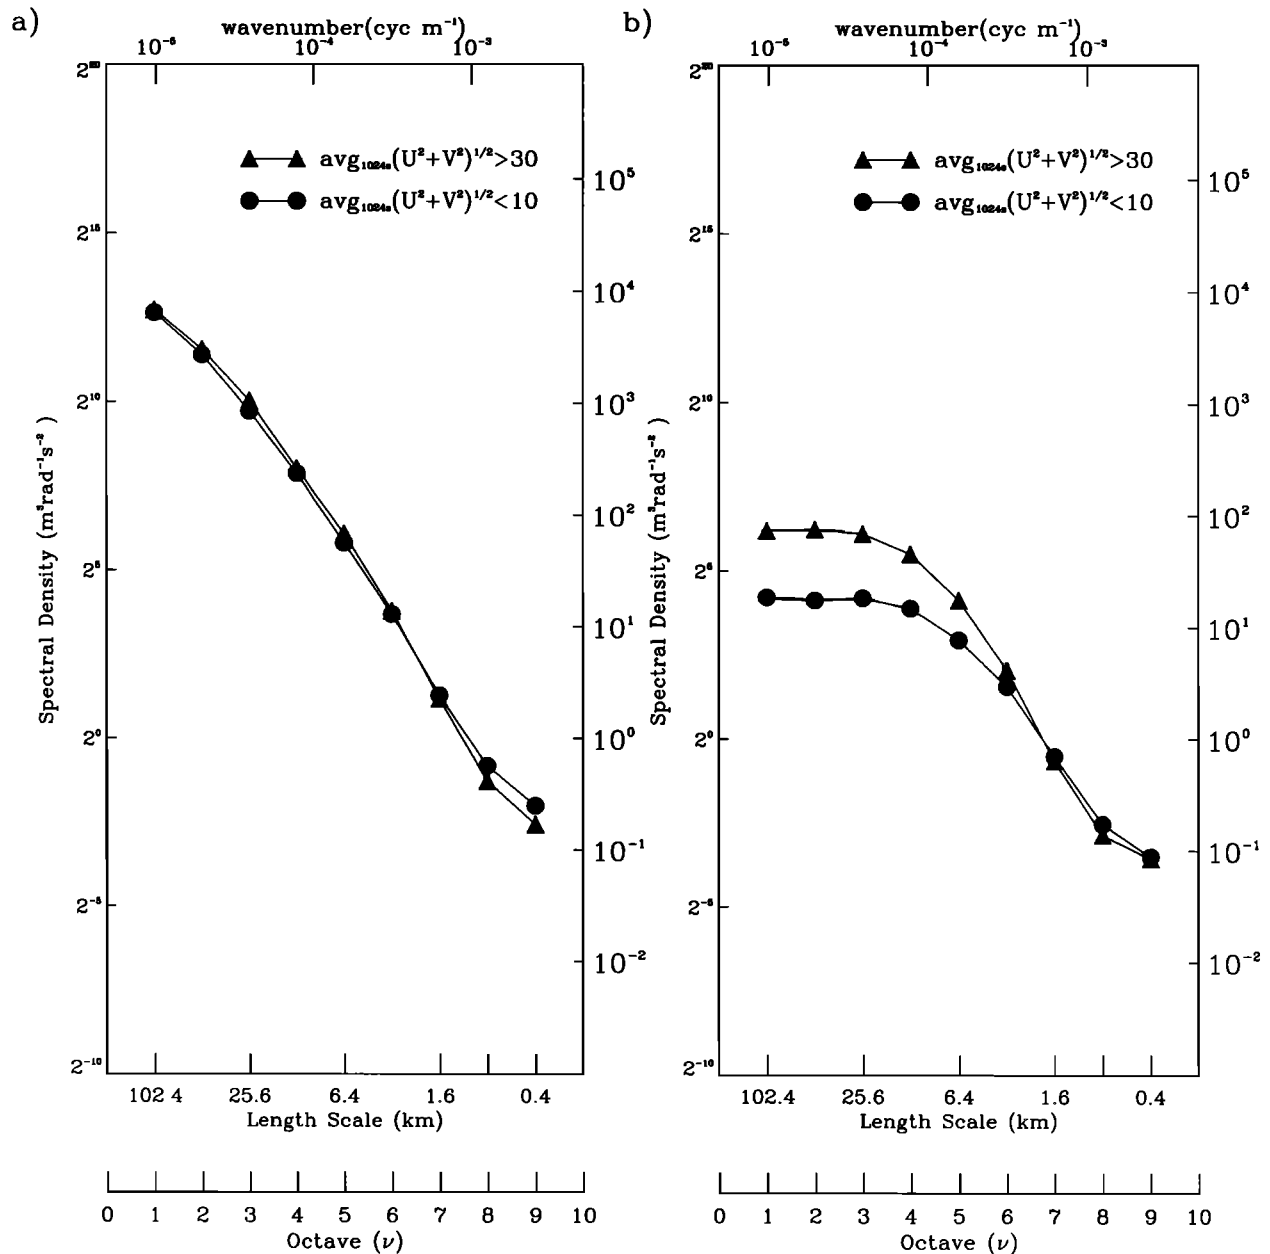 a)
wavenumber(cyc m⁻¹)
10⁻⁵ 10⁻⁴ 10⁻³
2²⁰
2¹⁵
2¹⁰
2⁵
2⁰
2⁻⁵
2⁻¹⁰
Spectral Density (m³rad⁻¹s⁻²)
avg₁₀₂₄ₛ(U²+V²)¹/²>30
avg₁₀₂₄ₛ(U²+V²)¹/²<10
10⁵
10⁴
10³
10²
10¹
10⁰
10⁻¹
10⁻²
102 4 25.6 6.4 1.6 0.4
Length Scale (km)
0 1 2 3 4 5 6 7 8 9 10
Octave (ν)
b)
wavenumber(cyc m⁻¹)
10⁻⁵ 10⁻⁴ 10⁻³
2²⁰
2¹⁵
2¹⁰
2⁵
2⁰
2⁻⁵
2⁻¹⁰
Spectral Density (m³rad⁻¹s⁻²)
avg₁₀₂₄ₛ(U²+V²)¹/²>30
avg₁₀₂₄ₛ(U²+V²)¹/²<10
10⁵
10⁴
10³
10²
10¹
10⁰
10⁻¹
10⁻²
102.4 25.6 6.4 1.6 0.4
Length Scale (km)
0 1 2 3 4 5 6 7 8 9 10
Octave (ν)